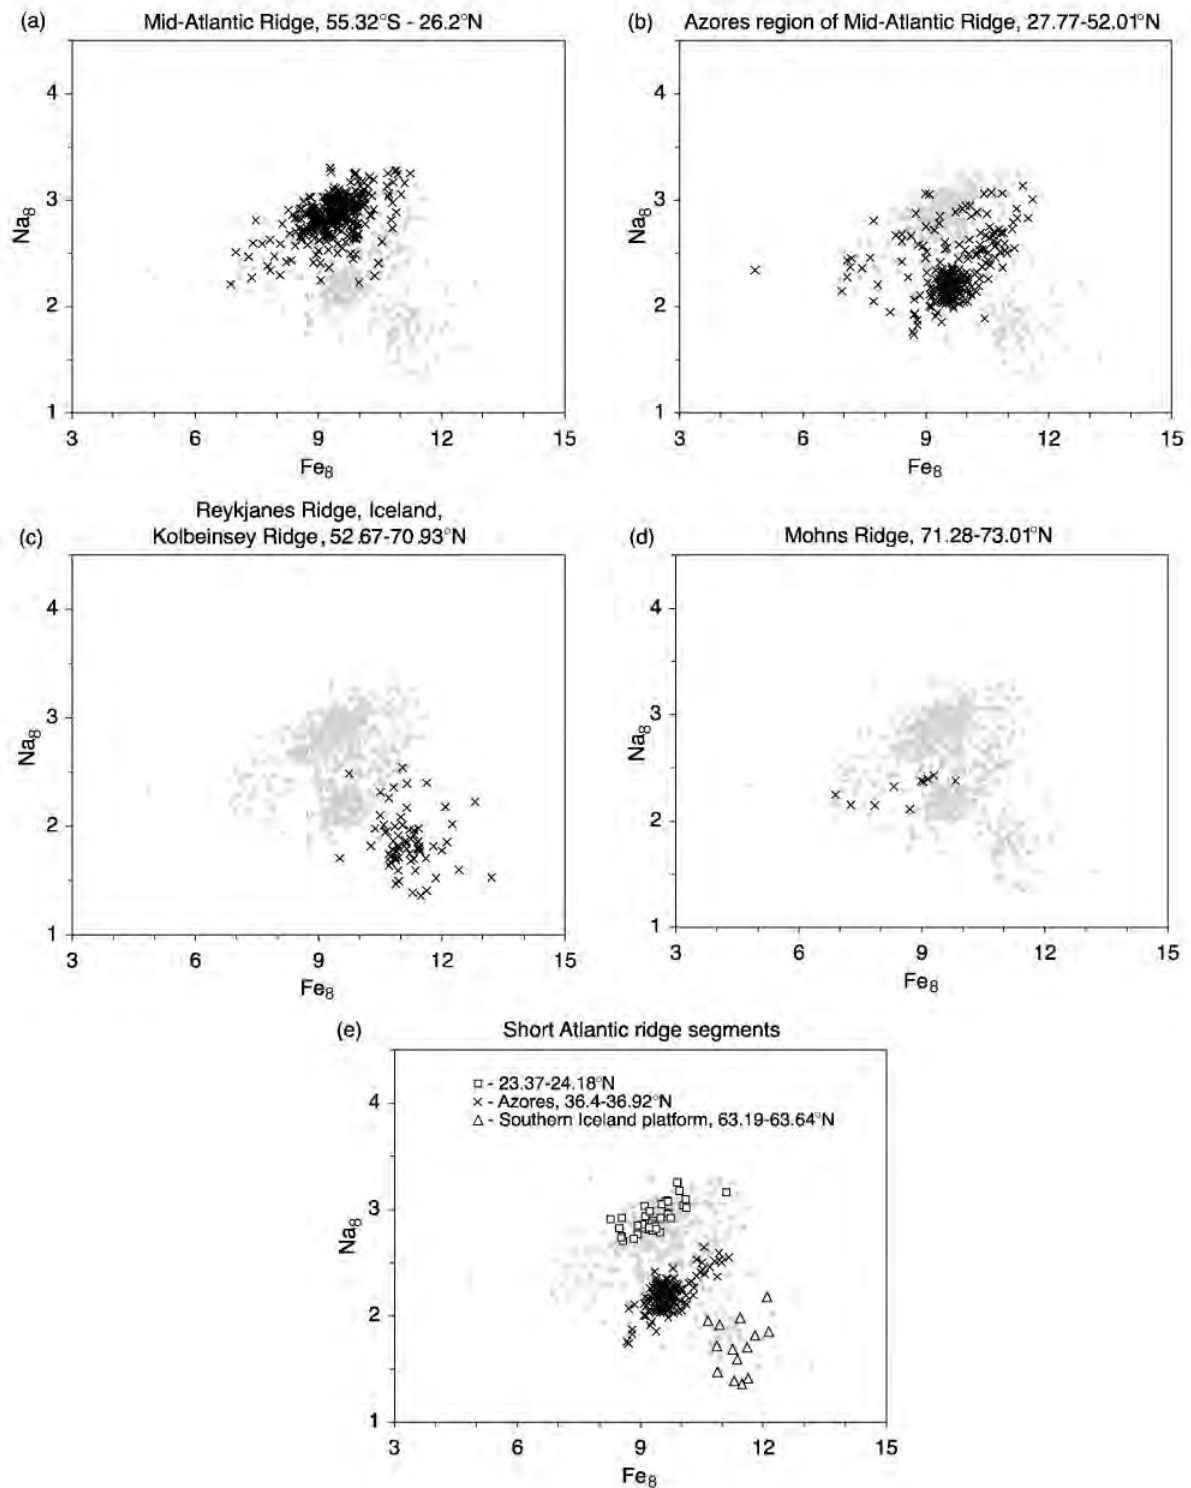 (a) Mid-Atlantic Ridge, 55.32°S - 26.2°N
4
3
2
1
Na8
3 6 9 12 15
Fe8
(b) Azores region of Mid-Atlantic Ridge, 27.77-52.01°N
4
3
2
1
Na8
3 6 9 12 15
Fe8
Reykjanes Ridge, Iceland,
(c) Kolbeinsey Ridge, 52.67-70.93°N
4
3
2
1
Na8
3 6 9 12 15
Fe8
(d) Mohns Ridge, 71.28-73.01°N
4
3
2
1
Na8
3 6 9 12 15
Fe8
(e) Short Atlantic ridge segments
□ - 23.37-24.18°N
× - Azores, 36.4-36.92°N
△ - Southern Iceland platform, 63.19-63.64°N
4
3
2
1
Na8
3 6 9 12 15
Fe8